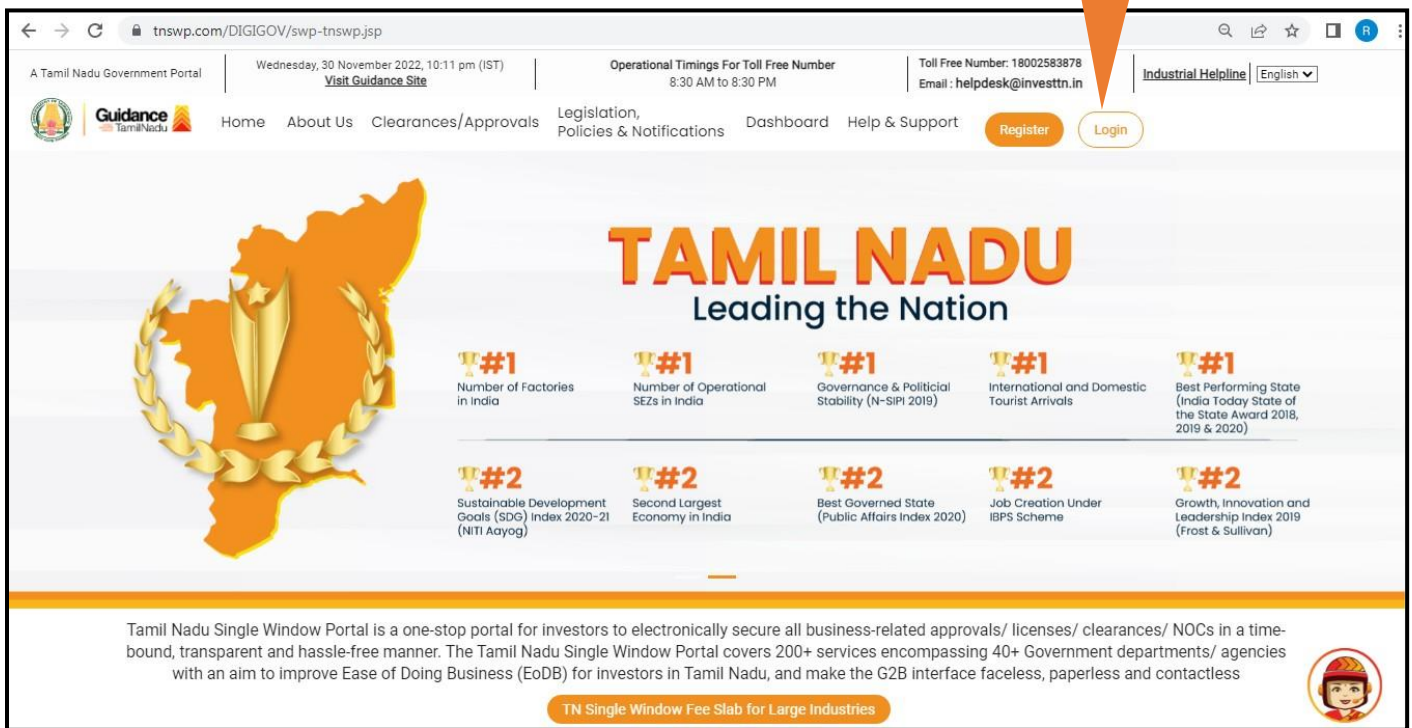 tnswp.com/DIGIGOV/swp-tnswp.jsp
R
A Tamil Nadu Government Portal
Wednesday, 30 November 2022, 10:11 pm (IST)
Visit Guidance Site
Operational Timings For Toll Free Number
8:30 AM to 8:30 PM
Toll Free Number: 18002583878
Email : helpdesk@investtn.in
Industrial Helpline
English
Guidance
TamilNadu
Home
About Us
Clearances/Approvals
Legislation,
Policies & Notifications
Dashboard
Help & Support
Register
Login
TAMIL NADU
Leading the Nation
#1
Number of Factories
in India
#1
Number of Operational
SEZs in India
#1
Governance & Politicial
Stability (N-SIPI 2019)
#1
International and Domestic
Tourist Arrivals
#1
Best Performing State
(India Today State of
the State Award 2018,
2019 & 2020)
#2
Sustainable Development
Goals (SDG) Index 2020-21
(NITI Aayog)
#2
Second Largest
Economy in India
#2
Best Governed State
(Public Affairs Index 2020)
#2
Job Creation Under
IBPS Scheme
#2
Growth, Innovation and
Leadership Index 2019
(Frost & Sullivan)
Tamil Nadu Single Window Portal is a one-stop portal for investors to electronically secure all business-related approvals/ licenses/ clearances/ NOCs in a time-
bound, transparent and hassle-free manner. The Tamil Nadu Single Window Portal covers 200+ services encompassing 40+ Government departments/ agencies
with an aim to improve Ease of Doing Business (EoDB) for investors in Tamil Nadu, and make the G2B interface faceless, paperless and contactless
TN Single Window Fee Slab for Large Industries